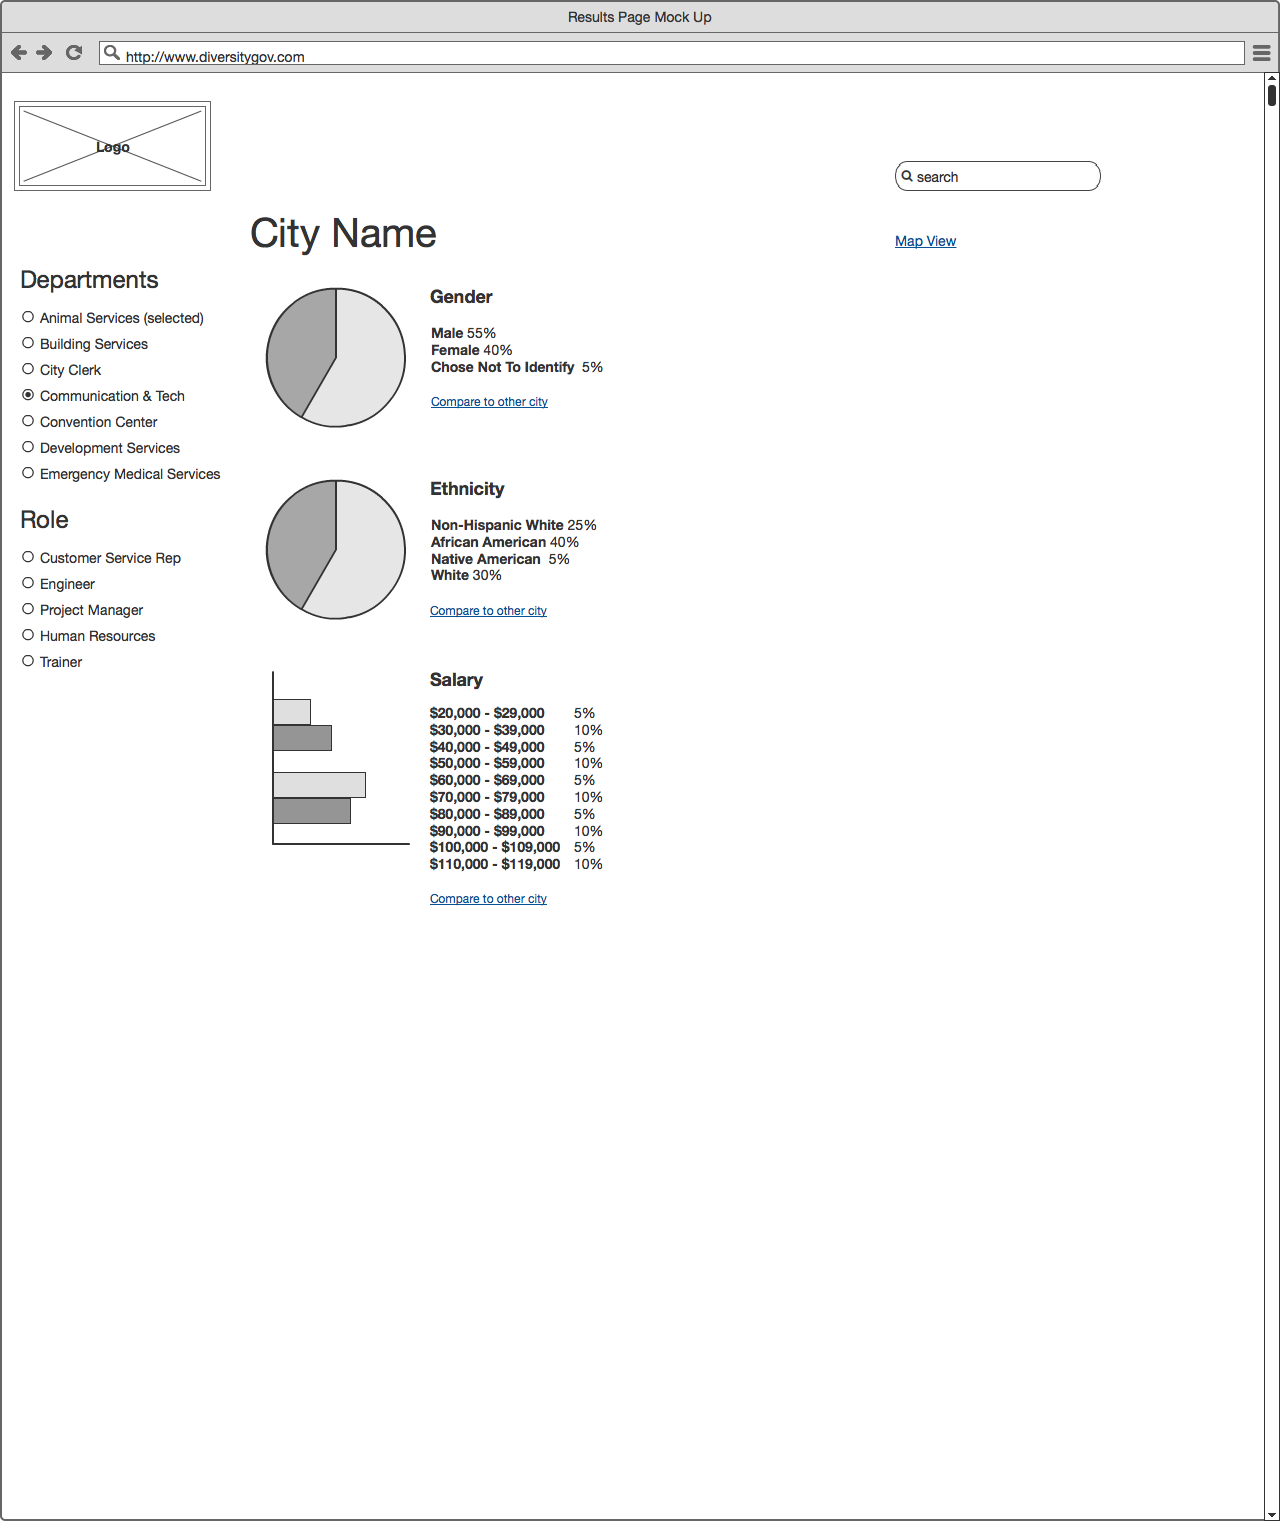 Results Page Mock Up
http://www.diversitygov.com
Logo
search
City Name
Map View
Departments
Animal Services (selected)
Building Services
City Clerk
Communication & Tech
Convention Center
Development Services
Emergency Medical Services
Role
Customer Service Rep
Engineer
Project Manager
Human Resources
Trainer
Gender
Male 55%
Female 40%
Chose Not To Identify 5%
Compare to other city
Ethnicity
Non-Hispanic White 25%
African American 40%
Native American 5%
White 30%
Compare to other city
Salary
$20,000 - $29,000 5%
$30,000 - $39,000 10%
$40,000 - $49,000 5%
$50,000 - $59,000 10%
$60,000 - $69,000 5%
$70,000 - $79,000 10%
$80,000 - $89,000 5%
$90,000 - $99,000 10%
$100,000 - $109,000 5%
$110,000 - $119,000 10%
Compare to other city